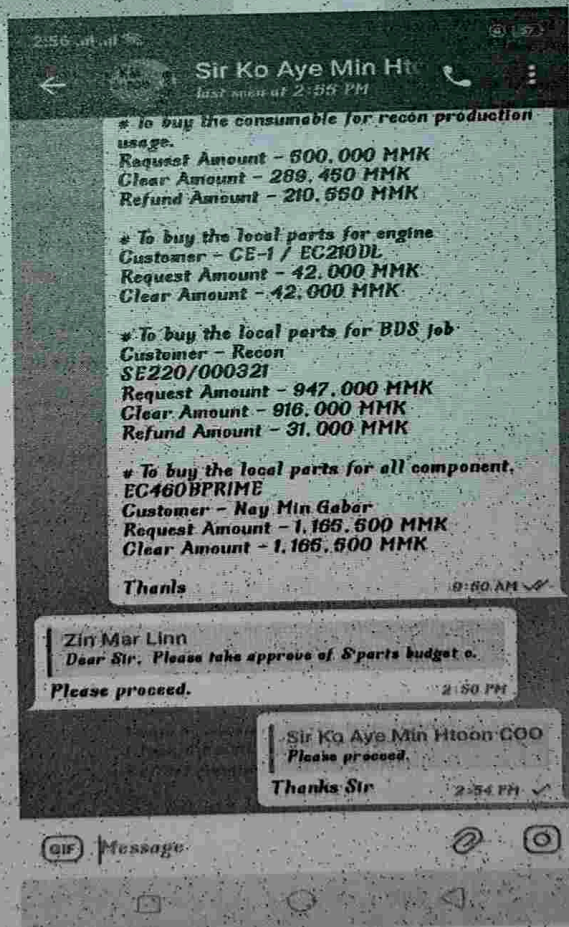 2:56
57
Sir Ko Aye Min Ht
last seen at 2:55 PM
# To buy the consumable for recon production
usage.
Request Amount - 500,000 MMK
Clear Amount - 289,450 MMK
Refund Amount - 210,550 MMK
# To buy the local parts for engine
Customer - CE-1 / EC210DL
Request Amount - 42,000 MMK
Clear Amount - 42,000 MMK
# To buy the local parts for BDS job
Customer - Recon
SE220/000321
Request Amount - 947,000 MMK
Clear Amount - 916,000 MMK
Refund Amount - 31,000 MMK
# To buy the local parts for all component.
EC460BPRIME
Customer - Nay Min Gabar
Request Amount - 1,166,600 MMK
Clear Amount - 1,166,600 MMK
Thanls
9:50 AM
Zin Mar Linn
Dear Sir, Please take approve of S'parts budget c.
Please proceed.
2:50 PM
Sir Ko Aye Min Htoon COO
Please proceed.
Thanks Sir
2:54 PM
GIF
Message